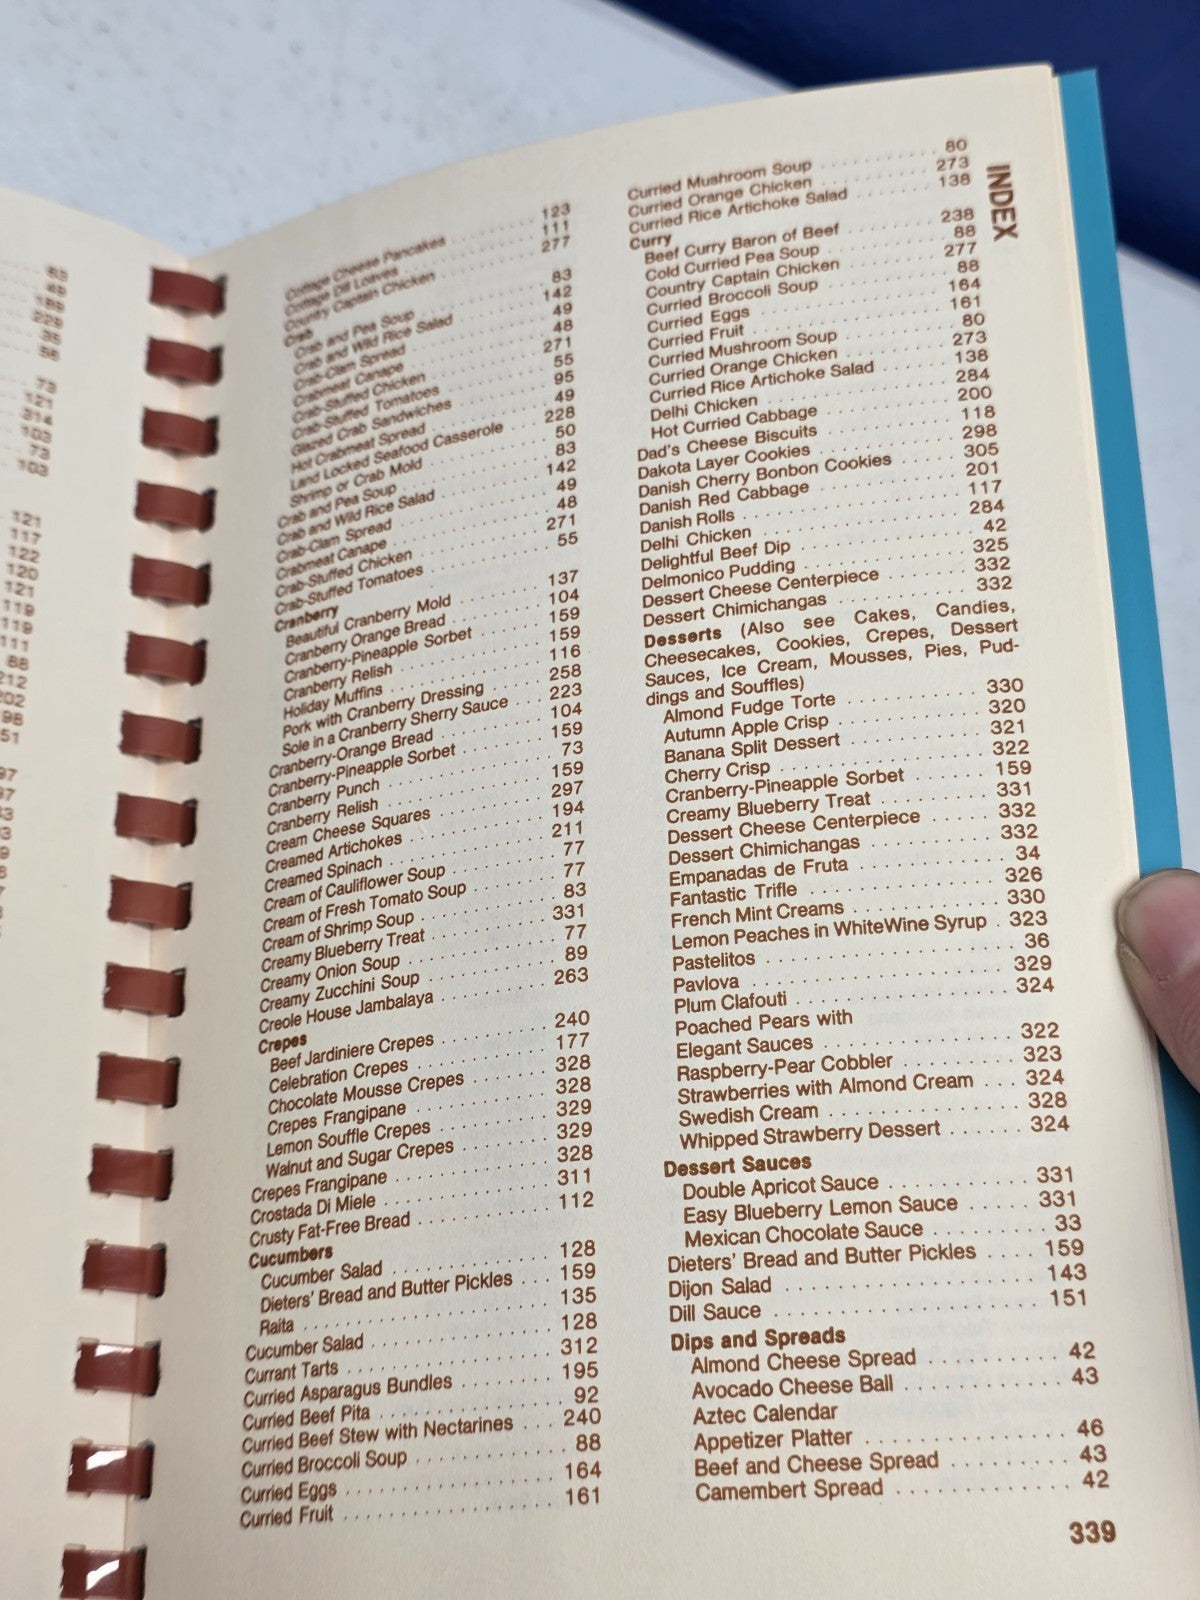 49
189
229
35
56
73
121
314
103
73
103
121
117
122
120
121
119
119
111
88
Cottage Cheese Pancakes . . . . . . . . . 123
Cottage Dill Loaves . . . . . . . . . . . . 111
Country Captain Chicken . . . . . . . . . 277
Crab
Crab and Pea Soup . . . . . . . . . . . . 83
Crab and Wild Rice Salad . . . . . . . . 142
Crab-Clam Spread . . . . . . . . . . . . 49
Crabmeat Canape . . . . . . . . . . . . 48
Crab-Stuffed Chicken . . . . . . . . . . 271
Crab-Stuffed Tomatoes . . . . . . . . . 55
Glazed Crab Sandwiches . . . . . . . . 95
Hot Crabmeat Spread . . . . . . . . . . 49
Land Locked Seafood Casserole . . . 228
Shrimp or Crab Mold . . . . . . . . . . 50
Crab and Pea Soup . . . . . . . . . . . . 83
Crab and Wild Rice Salad . . . . . . . . 142
Crab-Clam Spread . . . . . . . . . . . . 49
Crabmeat Canape . . . . . . . . . . . . 48
Crab-Stuffed Chicken . . . . . . . . . . 271
Crab-Stuffed Tomatoes . . . . . . . . . 55
Cranberry
Beautiful Cranberry Mold . . . . . . . . 137
Cranberry Orange Bread . . . . . . . . 104
Cranberry-Pineapple Sorbet . . . . . . 159
Cranberry Relish . . . . . . . . . . . . 159
Holiday Muffins . . . . . . . . . . . . . 116
Pork with Cranberry Dressing . . . . . 258
Sole in a Cranberry Sherry Sauce . . . 223
Cranberry-Orange Bread . . . . . . . . 104
Cranberry-Pineapple Sorbet . . . . . . 159
Cranberry Punch . . . . . . . . . . . . 73
Cranberry Relish . . . . . . . . . . . . 159
Cream Cheese Squares . . . . . . . . . 297
Creamed Artichokes . . . . . . . . . . . 194
Creamed Spinach . . . . . . . . . . . . 211
Cream of Cauliflower Soup . . . . . . . 77
Cream of Fresh Tomato Soup . . . . . . 77
Cream of Shrimp Soup . . . . . . . . . 83
Creamy Blueberry Treat . . . . . . . . . 331
Creamy Onion Soup . . . . . . . . . . . 77
Creamy Zucchini Soup . . . . . . . . . 89
Creole House Jambalaya . . . . . . . . 263
Crepes
Beef Jardiniere Crepes . . . . . . . . . 240
Celebration Crepes . . . . . . . . . . . 177
Chocolate Mousse Crepes . . . . . . . 328
Crepes Frangipane . . . . . . . . . . . 328
Lemon Souffle Crepes . . . . . . . . . 329
Walnut and Sugar Crepes . . . . . . . 329
Crepes Frangipane . . . . . . . . . . . 328
Crostada Di Miele . . . . . . . . . . . . 311
Crusty Fat-Free Bread . . . . . . . . . . 112
Cucumbers
Cucumber Salad . . . . . . . . . . . . . 128
Dieters' Bread and Butter Pickles . . . 159
Raita . . . . . . . . . . . . . . . . . . 135
Cucumber Salad . . . . . . . . . . . . . 128
Currant Tarts . . . . . . . . . . . . . . 312
Curried Asparagus Bundles . . . . . . . 195
Curried Beef Pita . . . . . . . . . . . . 92
Curried Beef Stew with Nectarines . . . 240
Curried Broccoli Soup . . . . . . . . . . 88
Curried Eggs . . . . . . . . . . . . . . 164
Curried Fruit . . . . . . . . . . . . . . 161
Curried Mushroom Soup . . . . . . . . . 80
Curried Orange Chicken . . . . . . . . . 273
Curried Rice Artichoke Salad . . . . . . 138
Curry
Beef Curry Baron of Beef . . . . . . . . 238
Cold Curried Pea Soup . . . . . . . . . 88
Country Captain Chicken . . . . . . . . 277
Curried Broccoli Soup . . . . . . . . . . 88
Curried Eggs . . . . . . . . . . . . . . 164
Curried Fruit . . . . . . . . . . . . . . 161
Curried Mushroom Soup . . . . . . . . . 80
Curried Orange Chicken . . . . . . . . . 273
Curried Rice Artichoke Salad . . . . . . 138
Delhi Chicken . . . . . . . . . . . . . . 284
Hot Curried Cabbage . . . . . . . . . . 200
Dad's Cheese Biscuits . . . . . . . . . . 118
Dakota Layer Cookies . . . . . . . . . . 298
Danish Cherry Bonbon Cookies . . . . . 305
Danish Red Cabbage . . . . . . . . . . 201
Danish Rolls . . . . . . . . . . . . . . 117
Delhi Chicken . . . . . . . . . . . . . . 284
Delightful Beef Dip . . . . . . . . . . . 42
Delmonico Pudding . . . . . . . . . . . 325
Dessert Cheese Centerpiece . . . . . . 332
Dessert Chimichangas . . . . . . . . . 332
Desserts (Also see Cakes, Candies,
Cheesecakes, Cookies, Crepes, Dessert
Sauces, Ice Cream, Mousses, Pies, Pud-
dings and Souffles)
Almond Fudge Torte . . . . . . . . . . . 330
Autumn Apple Crisp . . . . . . . . . . . 320
Banana Split Dessert . . . . . . . . . . 321
Cherry Crisp . . . . . . . . . . . . . . 322
Cranberry-Pineapple Sorbet . . . . . . 159
Creamy Blueberry Treat . . . . . . . . . 331
Dessert Cheese Centerpiece . . . . . . 332
Dessert Chimichangas . . . . . . . . . 332
Empanadas de Fruta . . . . . . . . . . 34
Fantastic Trifle . . . . . . . . . . . . . 326
French Mint Creams . . . . . . . . . . . 330
Lemon Peaches in WhiteWine Syrup . 323
Pastelitos . . . . . . . . . . . . . . . . 36
Pavlova . . . . . . . . . . . . . . . . . 329
Plum Clafouti . . . . . . . . . . . . . . 324
Poached Pears with
Elegant Sauces . . . . . . . . . . . . . 322
Raspberry-Pear Cobbler . . . . . . . . . 323
Strawberries with Almond Cream . . . 324
Swedish Cream . . . . . . . . . . . . . 328
Whipped Strawberry Dessert . . . . . . 324
Dessert Sauces
Double Apricot Sauce . . . . . . . . . . 331
Easy Blueberry Lemon Sauce . . . . . 331
Mexican Chocolate Sauce . . . . . . . 33
Dieters' Bread and Butter Pickles . . . . 159
Dijon Salad . . . . . . . . . . . . . . . 143
Dill Sauce . . . . . . . . . . . . . . . . 151
Dips and Spreads
Almond Cheese Spread . . . . . . . . . 42
Avocado Cheese Ball . . . . . . . . . . 43
Aztec Calendar
Appetizer Platter . . . . . . . . . . . . 46
Beef and Cheese Spread . . . . . . . . 43
Camembert Spread . . . . . . . . . . . 42
INDEX
339